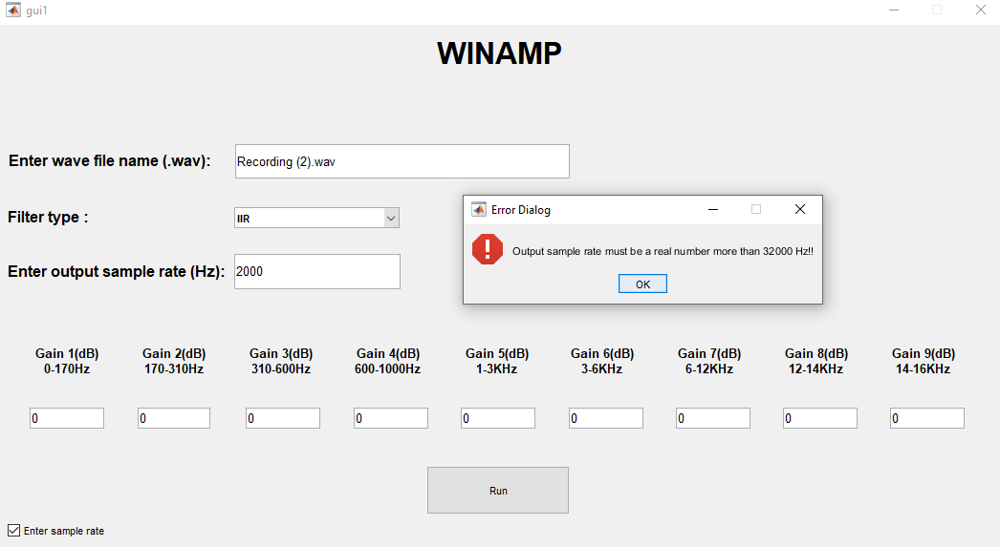 gui1
WINAMP
Enter wave file name (.wav):
Recording (2).wav
Filter type :
IIR
Enter output sample rate (Hz):
2000
Error Dialog
Output sample rate must be a real number more than 32000 Hz!!
OK
Gain 1(dB) Gain 2(dB) Gain 3(dB) Gain 4(dB) Gain 5(dB) Gain 6(dB) Gain 7(dB) Gain 8(dB) Gain 9(dB)
0-170Hz 170-310Hz 310-600Hz 600-1000Hz 1-3KHz 3-6KHz 6-12KHz 12-14KHz 14-16KHz
0 0 0 0 0 0 0 0 0
Run
Enter sample rate